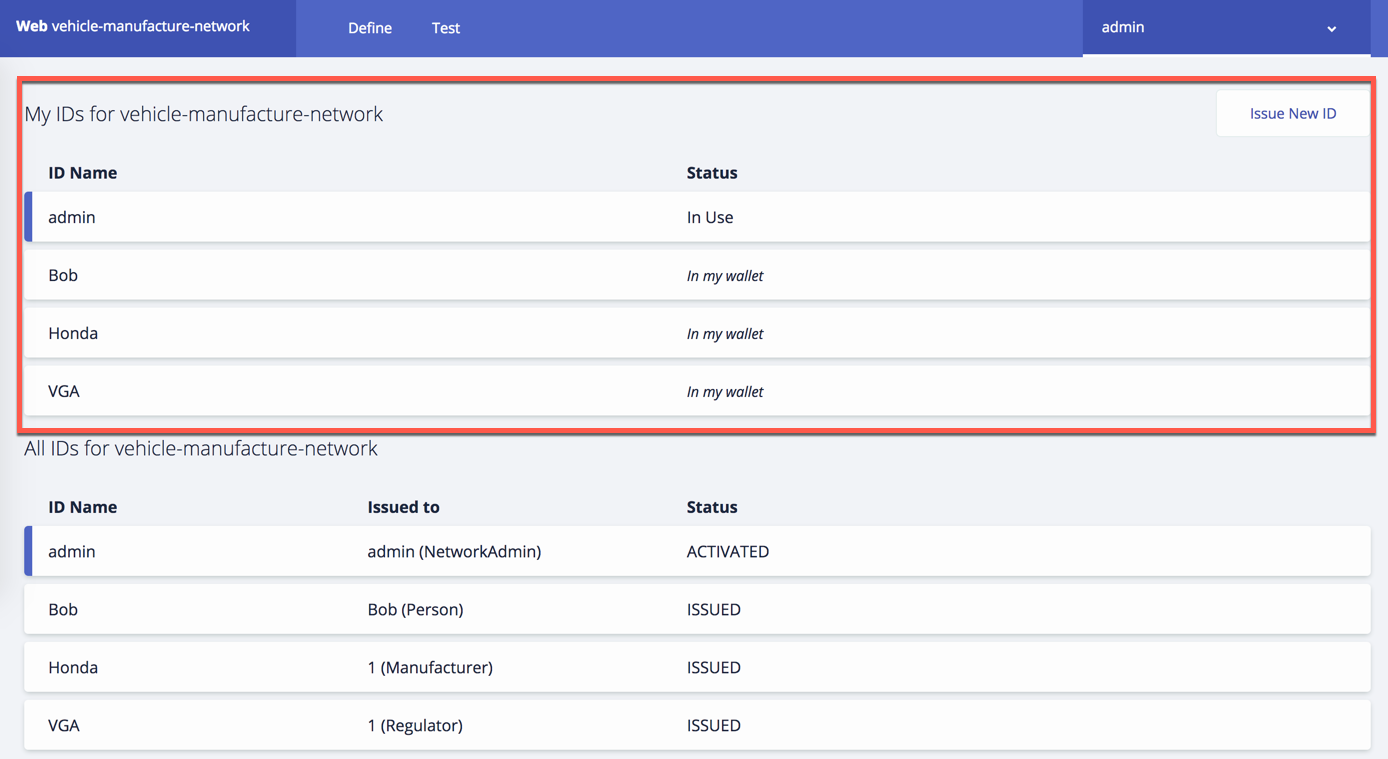 Web vehicle-manufacture-network Define Test admin
My IDs for vehicle-manufacture-network Issue New ID
ID Name Status
admin In Use
Bob In my wallet
Honda In my wallet
VGA In my wallet
All IDs for vehicle-manufacture-network
ID Name Issued to Status
admin admin (NetworkAdmin) ACTIVATED
Bob Bob (Person) ISSUED
Honda 1 (Manufacturer) ISSUED
VGA 1 (Regulator) ISSUED